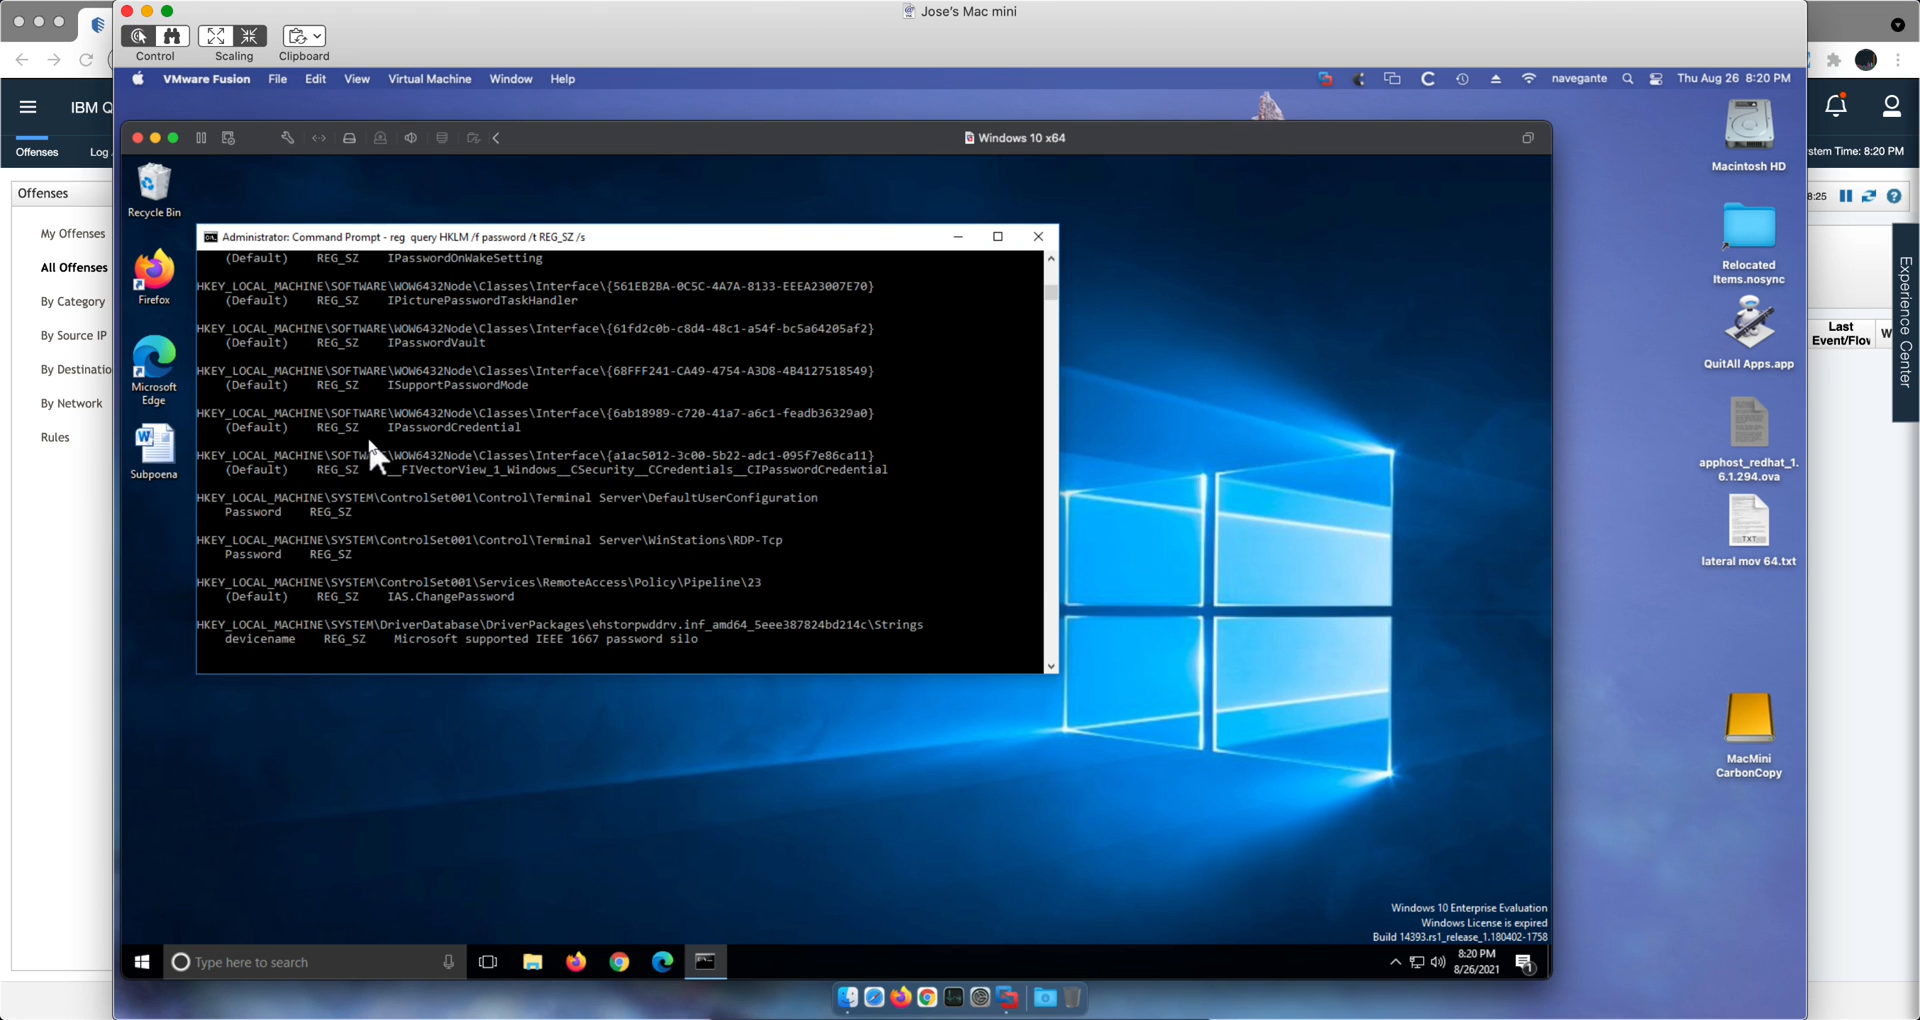 Jose's Mac mini
Control
Scaling
Clipboard
VMware Fusion File Edit View Virtual Machine Window Help
navegante
Thu Aug 26 8:20 PM
IBM Q
Offenses Log
stem Time: 8:20 PM
Windows 10 x64
Offenses
My Offenses
All Offenses
By Category
By Source IP
By Destinatio
By Network
Rules
Recycle Bin
Firefox
Microsoft
Edge
Subpoena
Administrator: Command Prompt - reg  query HKLM /f password /t REG_SZ /s
(Default)    REG_SZ    IPasswordOnWakeSetting
HKEY_LOCAL_MACHINE\SOFTWARE\WOW6432Node\Classes\Interface\{561EB2BA-0C5C-4A7A-8133-EEEA23007E70}
(Default)    REG_SZ    IPicturePasswordTaskHandler
HKEY_LOCAL_MACHINE\SOFTWARE\WOW6432Node\Classes\Interface\{61fd2c0b-c8d4-48c1-a54f-bc5a64205af2}
(Default)    REG_SZ    IPasswordVault
HKEY_LOCAL_MACHINE\SOFTWARE\WOW6432Node\Classes\Interface\{68FFF241-CA49-4754-A3D8-4B4127518549}
(Default)    REG_SZ    ISupportPasswordMode
HKEY_LOCAL_MACHINE\SOFTWARE\WOW6432Node\Classes\Interface\{6ab18989-c720-41a7-a6c1-feadb36329a0}
(Default)    REG_SZ    IPasswordCredential
HKEY_LOCAL_MACHINE\SOFTWARE\WOW6432Node\Classes\Interface\{a1ac5012-3c00-5b22-adc1-095f7e86ca11}
(Default)    REG_SZ    __FIVectorView_1_Windows__CSecurity__CCredentials__CIPasswordCredential
HKEY_LOCAL_MACHINE\SYSTEM\ControlSet001\Control\Terminal Server\DefaultUserConfiguration
Password    REG_SZ
HKEY_LOCAL_MACHINE\SYSTEM\ControlSet001\Control\Terminal Server\WinStations\RDP-Tcp
Password    REG_SZ
HKEY_LOCAL_MACHINE\SYSTEM\ControlSet001\Services\RemoteAccess\Policy\Pipeline\23
(Default)    REG_SZ    IAS.ChangePassword
HKEY_LOCAL_MACHINE\SYSTEM\DriverDatabase\DriverPackages\ehstorpwddrv.inf_amd64_5eee387824bd214c\Strings
devicename    REG_SZ    Microsoft supported IEEE 1667 password silo
Macintosh HD
Relocated
Items.nosync
QuitAll Apps.app
apphost_redhat_1.
6.1.294.ova
TXT
lateral mov 64.txt
MacMini
CarbonCopy
8:25
Last
Event/Flow
W
Experience Center
Windows 10 Enterprise Evaluation
Windows License is expired
Build 14393.rs1_release_1.180402-1758
Type here to search
8:20 PM
8/26/2021
1